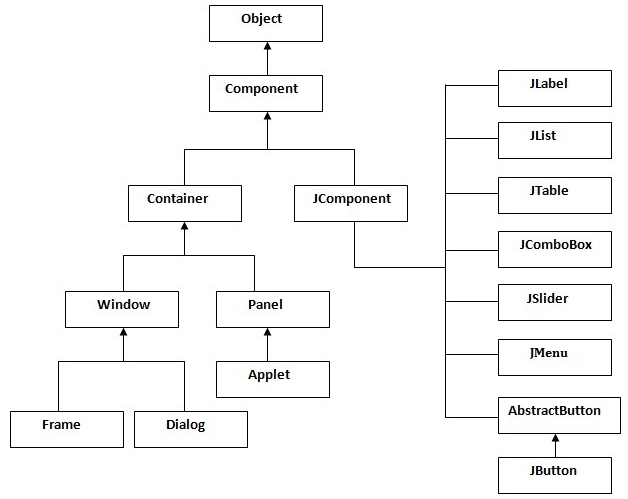 Object
Component
Container
JComponent
Window
Panel
Applet
Frame
Dialog
JLabel
JList
JTable
JComboBox
JSlider
JMenu
AbstractButton
JButton